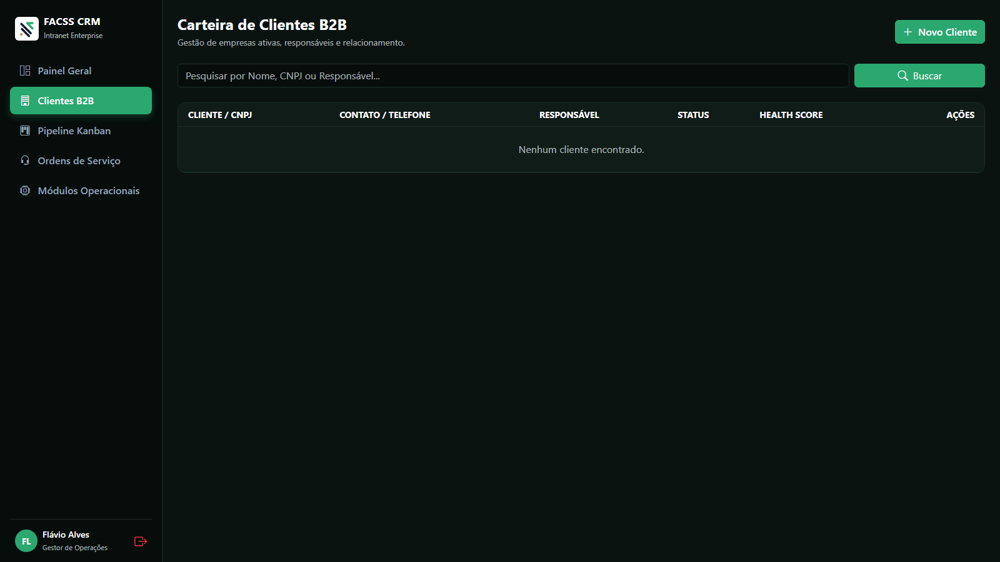 FACSS CRM
Intranet Enterprise
Painel Geral
Clientes B2B
Pipeline Kanban
Ordens de Serviço
Módulos Operacionais
FL
Flávio Alves
Gestor de Operações
Carteira de Clientes B2B
Gestão de empresas ativas, responsáveis e relacionamento.
Novo Cliente
Pesquisar por Nome, CNPJ ou Responsável...
Buscar
CLIENTE / CNPJ CONTATO / TELEFONE RESPONSÁVEL STATUS HEALTH SCORE AÇÕES
Nenhum cliente encontrado.